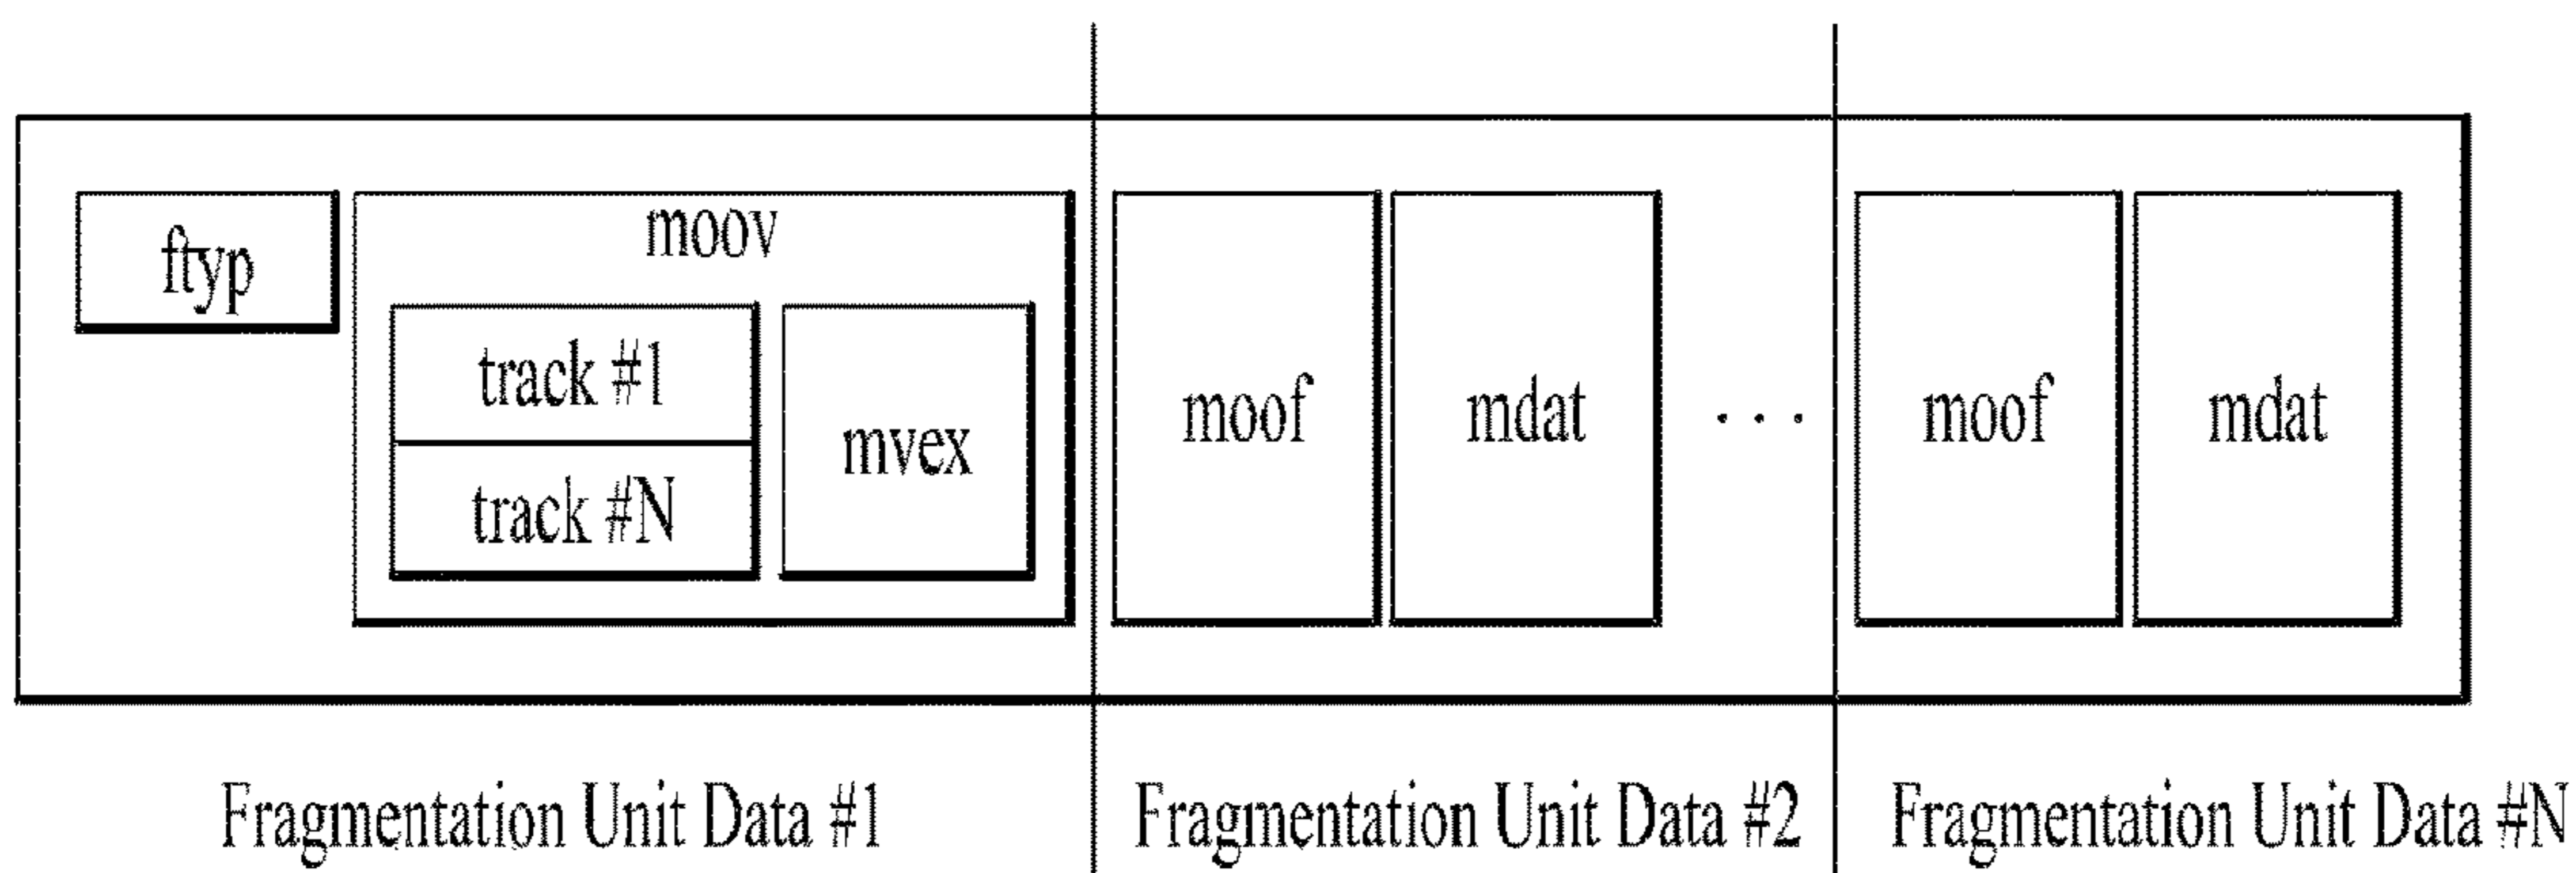 ftyp
moov
track #1
track #N
mvex
moof
mdat
. . .
moof
mdat
Fragmentation Unit Data #1
Fragmentation Unit Data #2
Fragmentation Unit Data #N